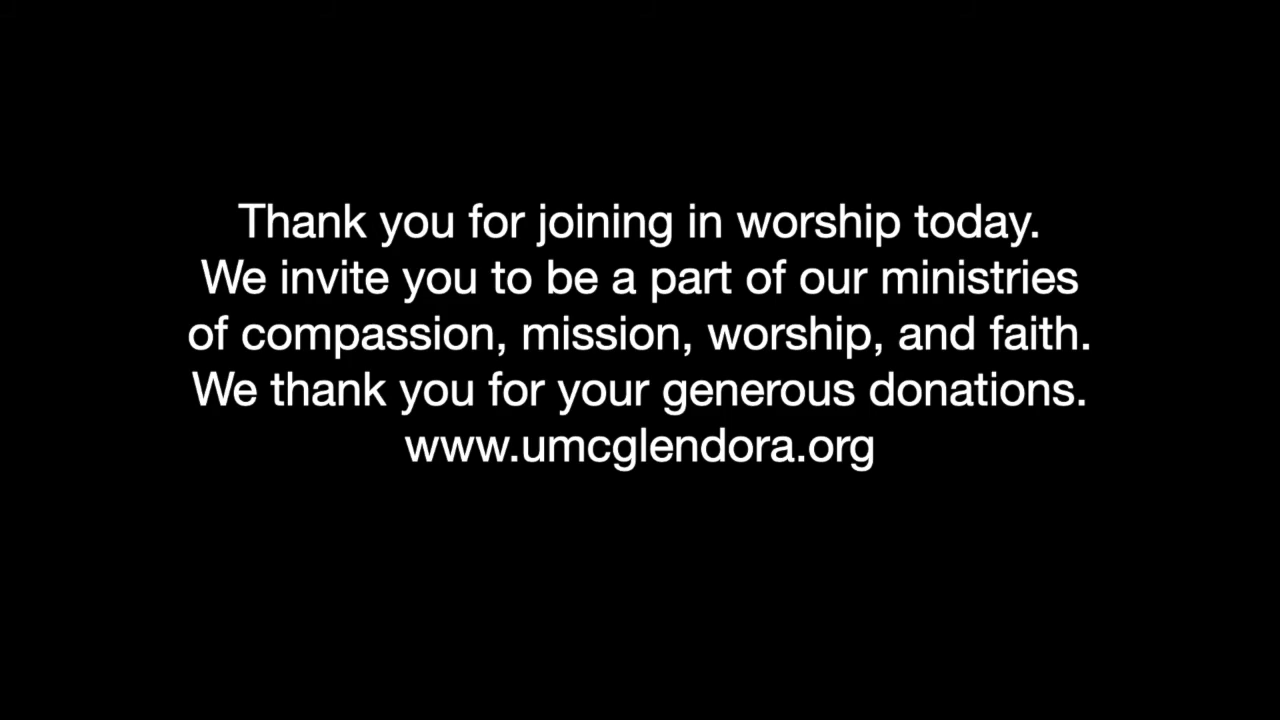 Thank you for joining in worship today.
We invite you to be a part of our ministries
of compassion, mission, worship, and faith.
We thank you for your generous donations.
www.umcglendora.org